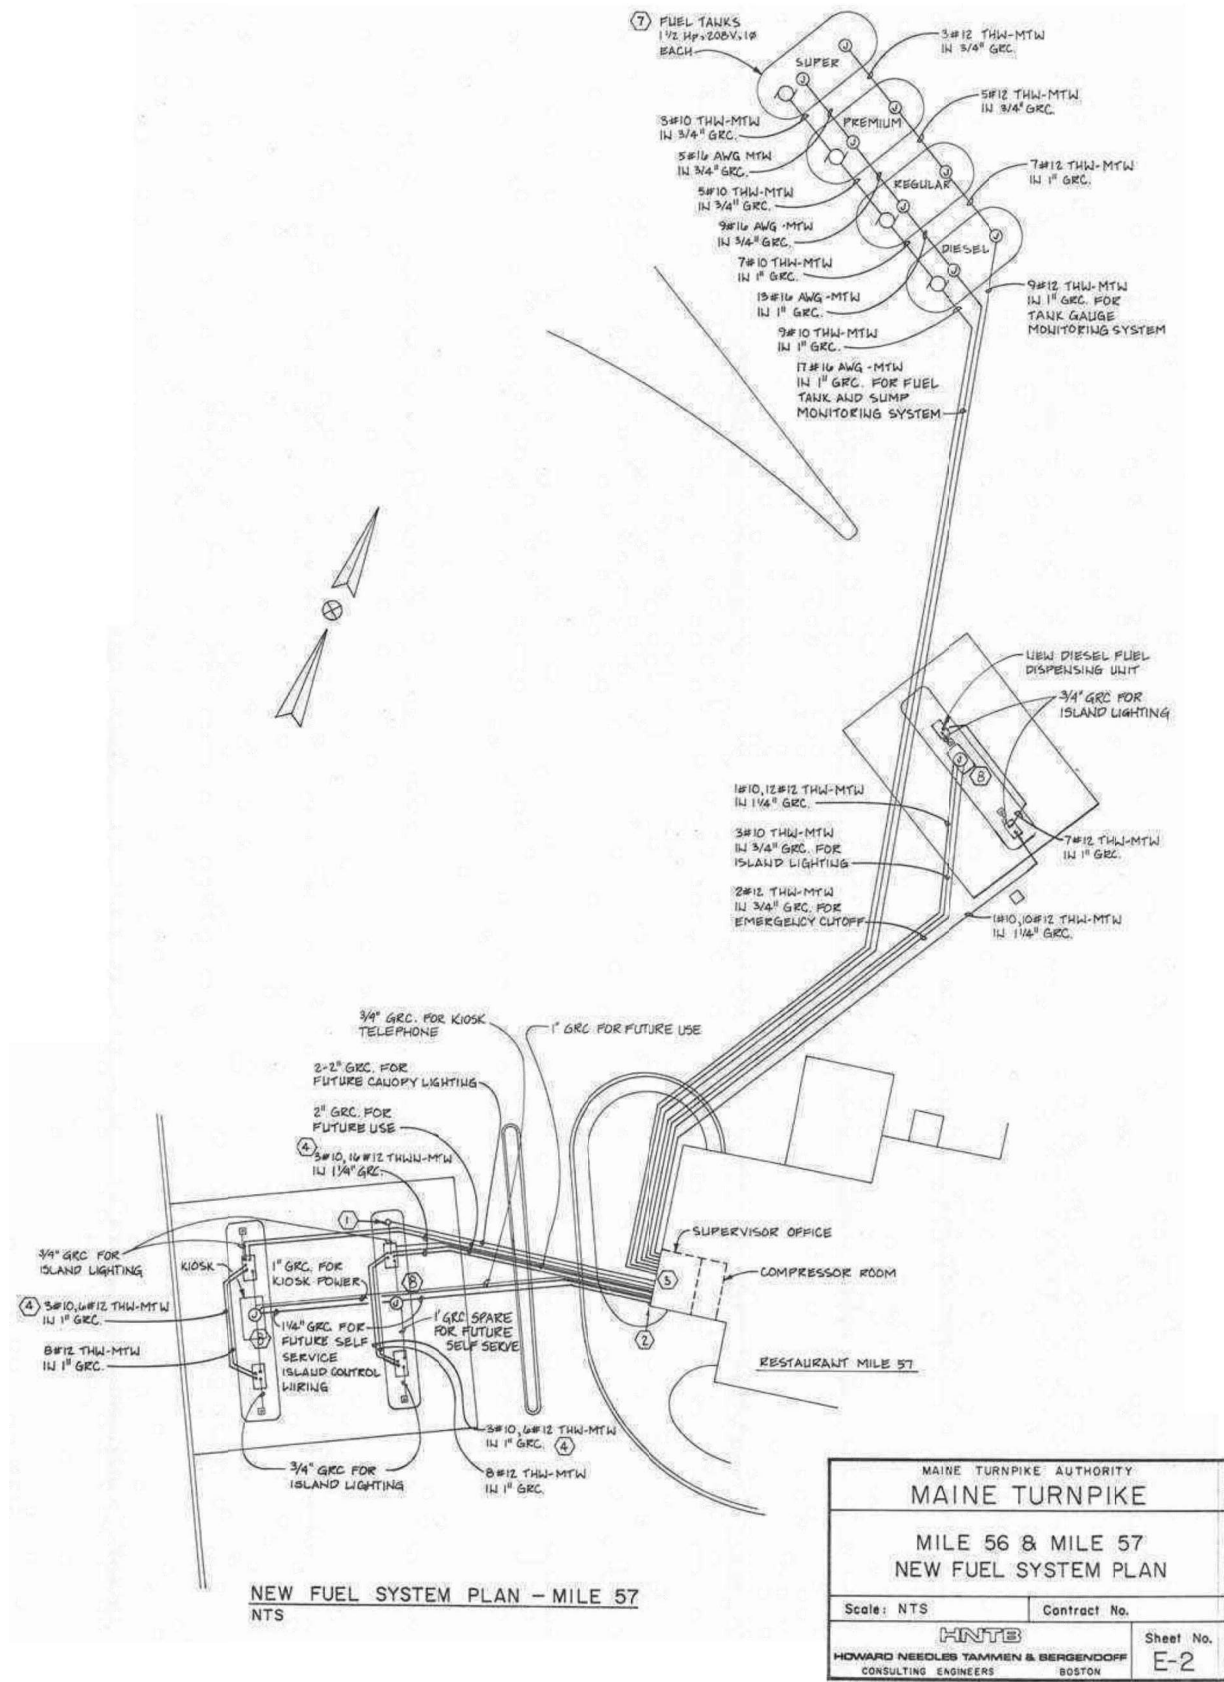 7
FUEL TANKS
1 1/2 HP, 208V, 1Ø
EACH
SUPER
3#12 THW-MTW
IN 3/4" GRC.
3#10 THW-MTW
IN 3/4" GRC.
PREMIUM
5#12 THW-MTW
IN 3/4" GRC.
5#16 AWG MTW
IN 3/4" GRC.
REGULAR
7#12 THW-MTW
IN 1" GRC.
5#10 THW-MTW
IN 3/4" GRC.
9#16 AWG-MTW
IN 3/4" GRC.
DIESEL
7#10 THW-MTW
IN 1" GRC.
9#12 THW-MTW
IN 1" GRC. FOR
TANK GAUGE
MONITORING SYSTEM
13#16 AWG-MTW
IN 1" GRC.
9#10 THW-MTW
IN 1" GRC.
17#16 AWG-MTW
IN 1" GRC. FOR FUEL
TANK AND SUMP
MONITORING SYSTEM
J
J
J
J
J
J
J
J
NEW DIESEL FUEL
DISPENSING UNIT
3/4" GRC FOR
ISLAND LIGHTING
J
8
1#10, 12#12 THW-MTW
IN 1 1/4" GRC.
3#10 THW-MTW
IN 3/4" GRC. FOR
ISLAND LIGHTING
7#12 THW-MTW
IN 1" GRC.
2#12 THW-MTW
IN 3/4" GRC. FOR
EMERGENCY CUTOFF
1#10, 10#12 THW-MTW
IN 1 1/4" GRC.
3/4" GRC. FOR KIOSK
TELEPHONE
1" GRC FOR FUTURE USE
2-2" GRC. FOR
FUTURE CANOPY LIGHTING
2" GRC. FOR
FUTURE USE
4
3#10, 16#12 THWN-MTW
IN 1 1/4" GRC.
1
SUPERVISOR OFFICE
3/4" GRC FOR
ISLAND LIGHTING
KIOSK
1" GRC. FOR
KIOSK POWER
8
COMPRESSOR ROOM
4
3#10, 6#12 THW-MTW
IN 1" GRC.
J
J
1 1/4" GRC. FOR
FUTURE SELF
SERVICE
ISLAND CONTROL
WIRING
1" GRC SPARE
FOR FUTURE
SELF SERVE
2
8#12 THW-MTW
IN 1" GRC.
RESTAURANT MILE 57
3#10, 6#12 THW-MTW
IN 1" GRC.
4
3/4" GRC FOR
ISLAND LIGHTING
8#12 THW-MTW
IN 1" GRC.
NEW FUEL SYSTEM PLAN - MILE 57
NTS
MAINE TURNPIKE AUTHORITY
MAINE TURNPIKE
MILE 56 & MILE 57
NEW FUEL SYSTEM PLAN
Scale: NTS
Contract No.
HNTB
HOWARD NEEDLES TAMMEN & BERGENDOFF
CONSULTING ENGINEERS BOSTON
Sheet No.
E-2